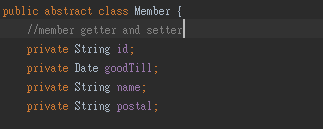 public abstract class Member {
//member getter and setter
private String id;
private Date goodTill;
private String name;
private String postal;